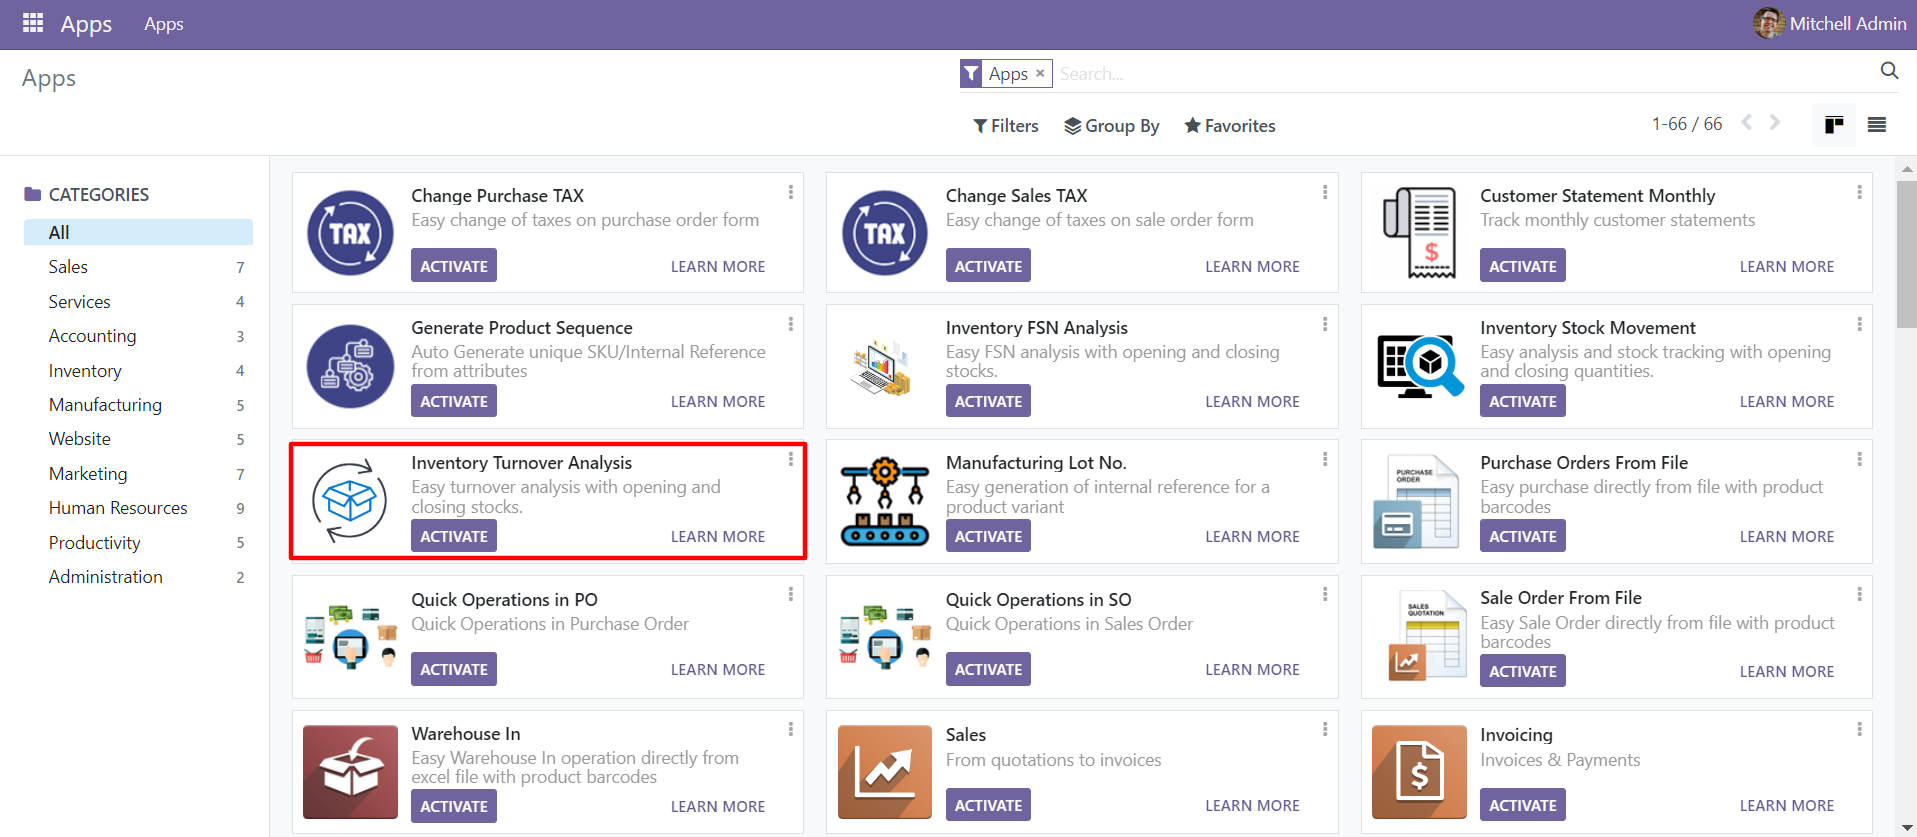 Apps Apps Mitchell Admin
Apps
Apps × Search...
Filters Group By Favorites 1-66 / 66
CATEGORIES
All
Sales 7
Services 4
Accounting 3
Inventory 4
Manufacturing 5
Website 5
Marketing 7
Human Resources 9
Productivity 5
Administration 2
TAX
Change Purchase TAX
Easy change of taxes on purchase order form
ACTIVATE LEARN MORE
TAX
Change Sales TAX
Easy change of taxes on sale order form
ACTIVATE LEARN MORE
$
Customer Statement Monthly
Track monthly customer statements
ACTIVATE LEARN MORE
Generate Product Sequence
Auto Generate unique SKU/Internal Reference
from attributes
ACTIVATE LEARN MORE
Inventory FSN Analysis
Easy FSN analysis with opening and closing
stocks.
ACTIVATE LEARN MORE
Inventory Stock Movement
Easy analysis and stock tracking with opening
and closing quantities.
ACTIVATE LEARN MORE
Inventory Turnover Analysis
Easy turnover analysis with opening and
closing stocks.
ACTIVATE LEARN MORE
Manufacturing Lot No.
Easy generation of internal reference for a
product variant
ACTIVATE LEARN MORE
PURCHASE
ORDER
Purchase Orders From File
Easy purchase directly from file with product
barcodes
ACTIVATE LEARN MORE
Quick Operations in PO
Quick Operations in Purchase Order
ACTIVATE LEARN MORE
Quick Operations in SO
Quick Operations in Sales Order
ACTIVATE LEARN MORE
SALES
QUOTATION
Sale Order From File
Easy Sale Order directly from file with product
barcodes
ACTIVATE LEARN MORE
Warehouse In
Easy Warehouse In operation directly from
excel file with product barcodes
ACTIVATE LEARN MORE
Sales
From quotations to invoices
ACTIVATE LEARN MORE
$
Invoicing
Invoices & Payments
ACTIVATE LEARN MORE